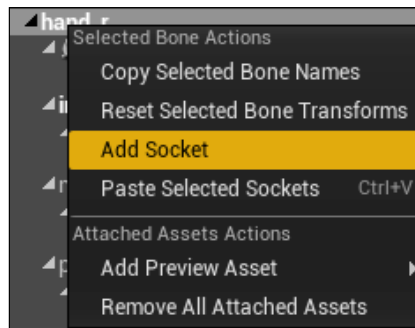 hand_r
Selected Bone Actions
Copy Selected Bone Names
Reset Selected Bone Transforms
Add Socket
Paste Selected Sockets Ctrl+V
Attached Assets Actions
Add Preview Asset
Remove All Attached Assets